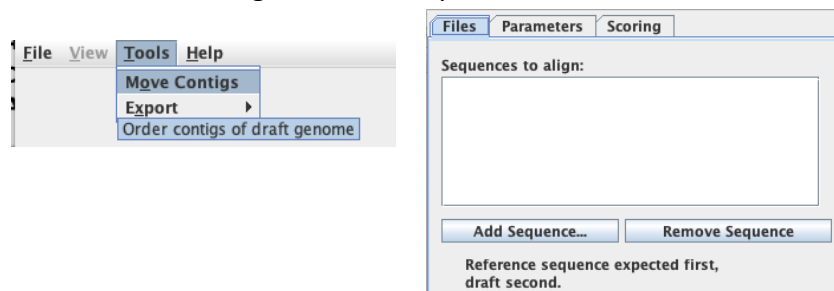 File View Tools Help
Move Contigs
Export
Order contigs of draft genome
Files Parameters Scoring
Sequences to align:
Add Sequence... Remove Sequence
Reference sequence expected first,
draft second.